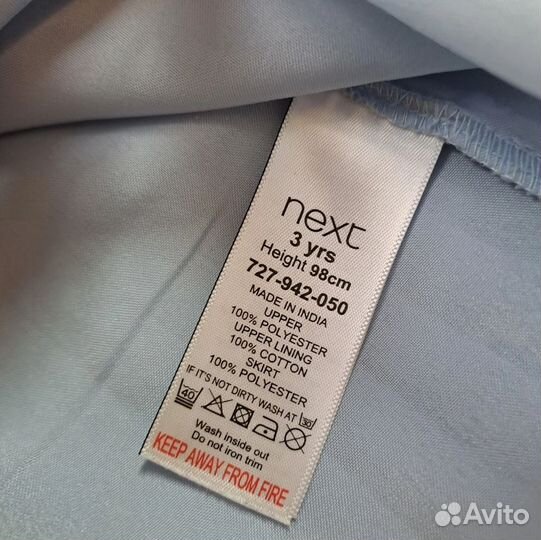 next
3 yrs
Height 98cm
727-942-050
MADE IN INDIA
UPPER
100% POLYESTER
UPPER LINING
100% COTTON
SKIRT
100% POLYESTER
IF IT'S NOT DIRTY WASH AT 30
40
Wash inside out
Do not iron trim
KEEP AWAY FROM FIRE
Avito